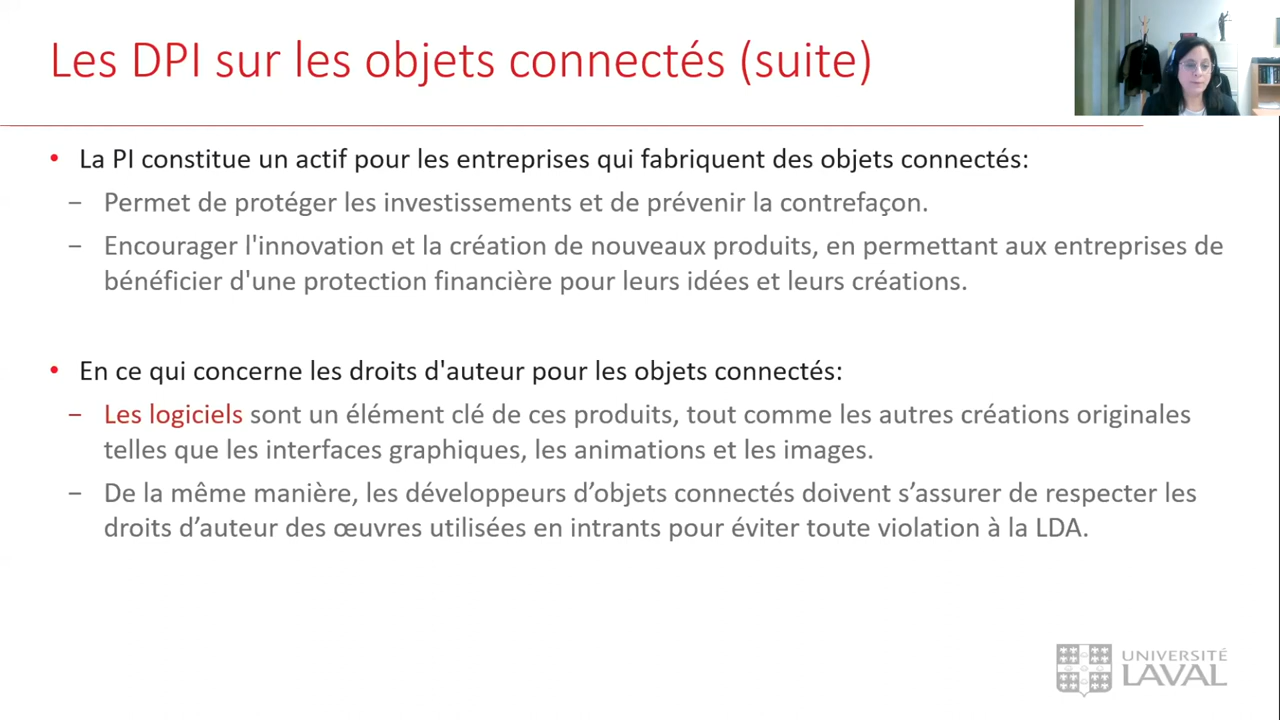 Les DPI sur les objets connectés (suite)
• La PI constitue un actif pour les entreprises qui fabriquent des objets connectés:
− Permet de protéger les investissements et de prévenir la contrefaçon.
− Encourager l'innovation et la création de nouveaux produits, en permettant aux entreprises de
bénéficier d'une protection financière pour leurs idées et leurs créations.
• En ce qui concerne les droits d'auteur pour les objets connectés:
− Les logiciels sont un élément clé de ces produits, tout comme les autres créations originales
telles que les interfaces graphiques, les animations et les images.
− De la même manière, les développeurs d’objets connectés doivent s’assurer de respecter les
droits d’auteur des œuvres utilisées en intrants pour éviter toute violation à la LDA.
UNIVERSITÉ
LAVAL